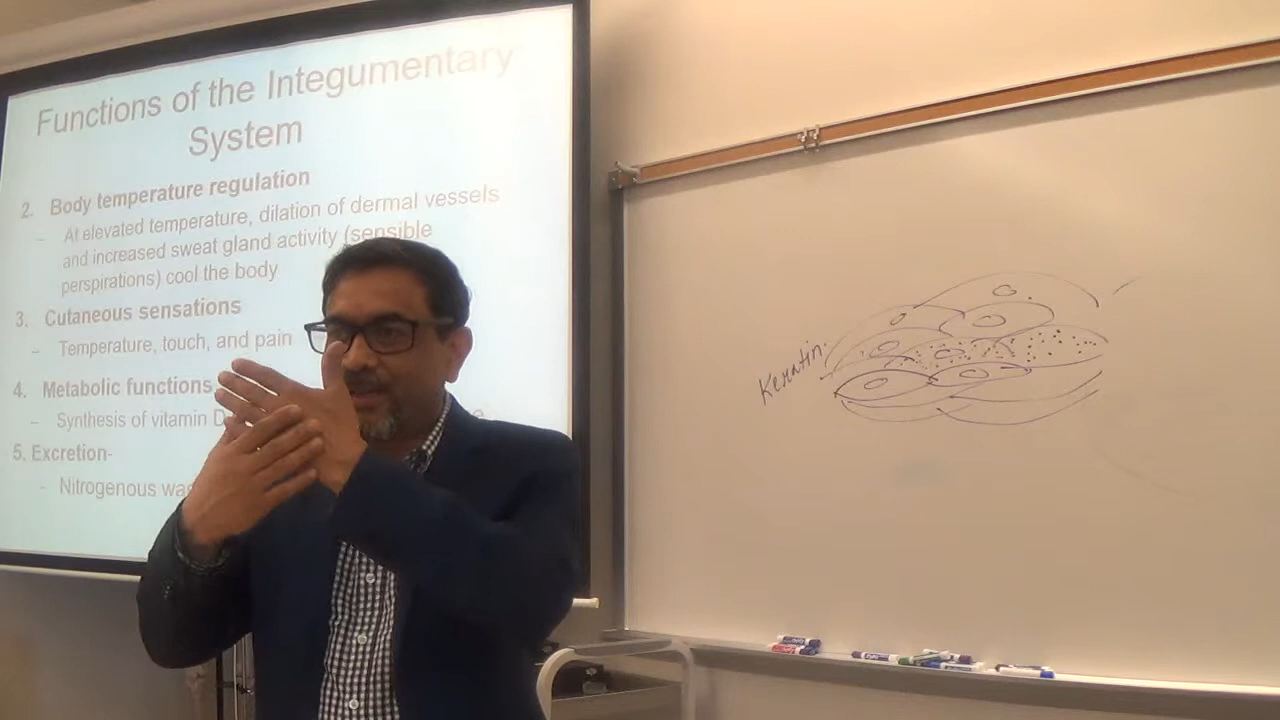 Functions of the Integumentary
System
2. Body temperature regulation
– At elevated temperature, dilation of dermal vessels
and increased sweat gland activity (sensible
perspirations) cool the body
3. Cutaneous sensations
– Temperature, touch, and pain
4. Metabolic functions
– Synthesis of vitamin D
5. Excretion-
- Nitrogenous
Keratin.